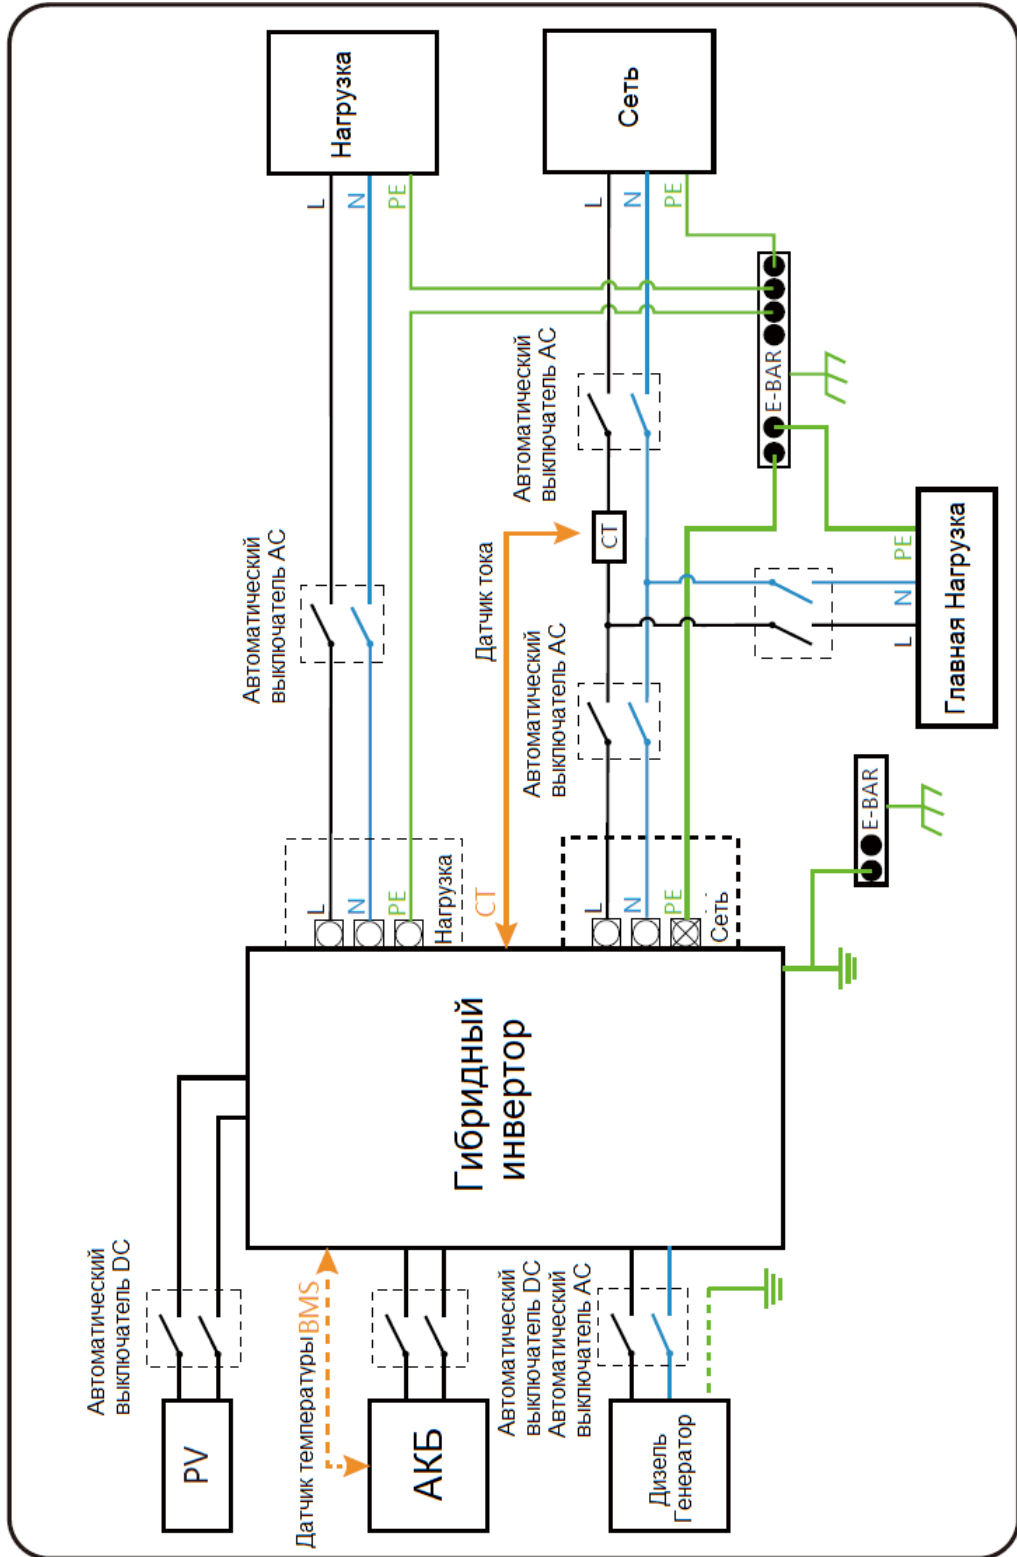 PV
Автоматический
выключатель DC
Датчик температуры
BMS
АКБ
Автоматический
выключатель DC
Автоматический
выключатель AC
Дизель
Генератор
Гибридный
инвертор
L
N
PE
Нагрузка
CT
L
N
PE
Сеть
Автоматический
выключатель AC
Датчик тока
Автоматический
выключатель AC
CT
Автоматический
выключатель AC
L
N
PE
Нагрузка
L
N
PE
Сеть
E-BAR
L
N
PE
Главная Нагрузка
E-BAR